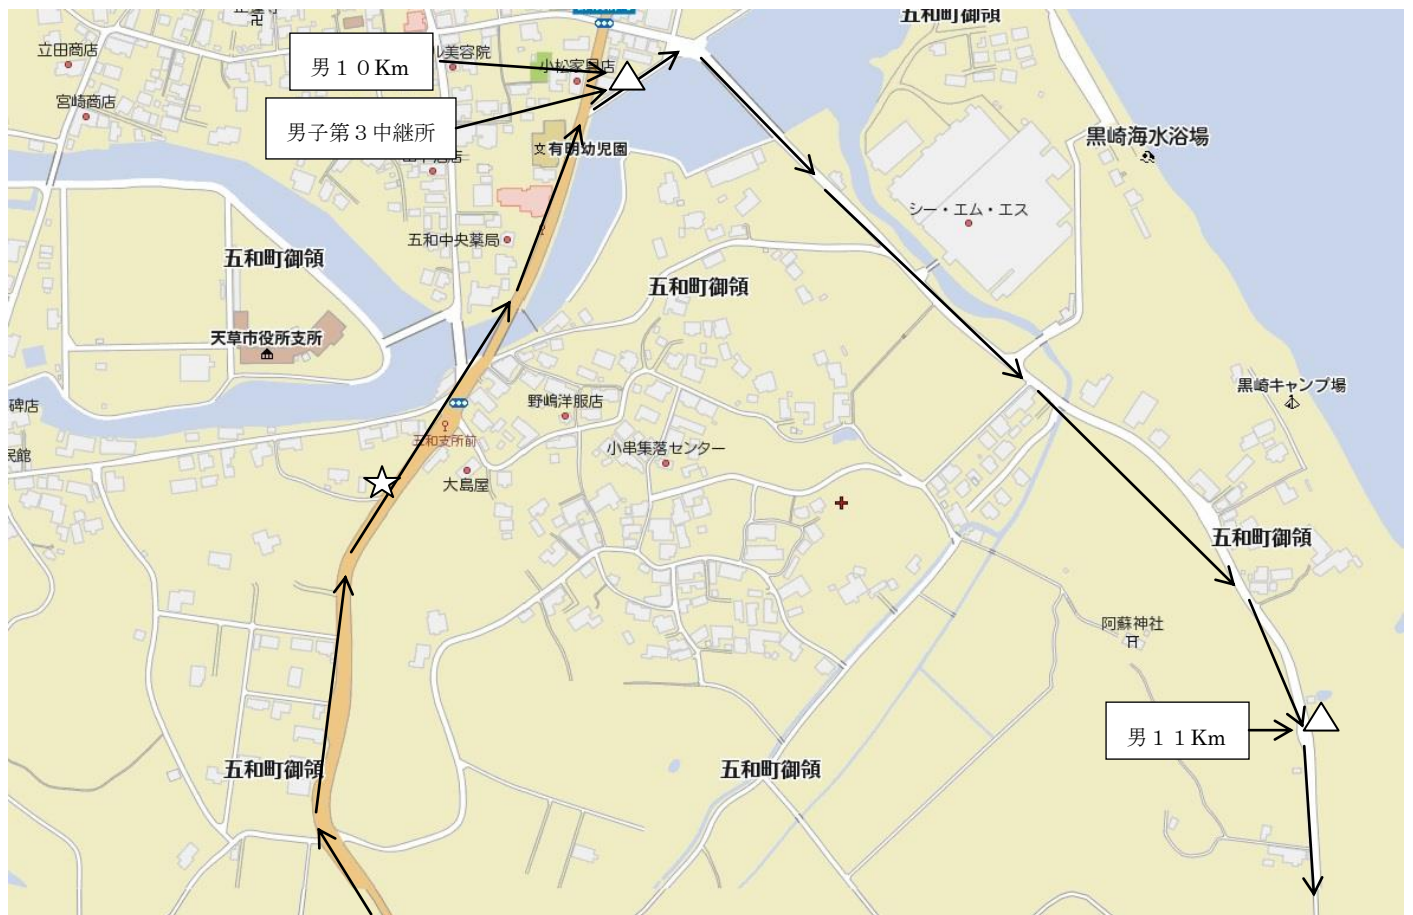 五和町御領
立田商店
ル美容院
男１０Km
小松家具店
宮崎商店
男子第３中継所
黒崎海水浴場
文有明幼児園
シー・エム・エス
五和中央薬局
五和町御領
五和町御領
天草市役所支所
黒崎キャンプ場
碑店
野嶋洋服店
五和支所前
小串集落センター
民館
大島屋
五和町御領
阿蘇神社
男１１Km
五和町御領
五和町御領